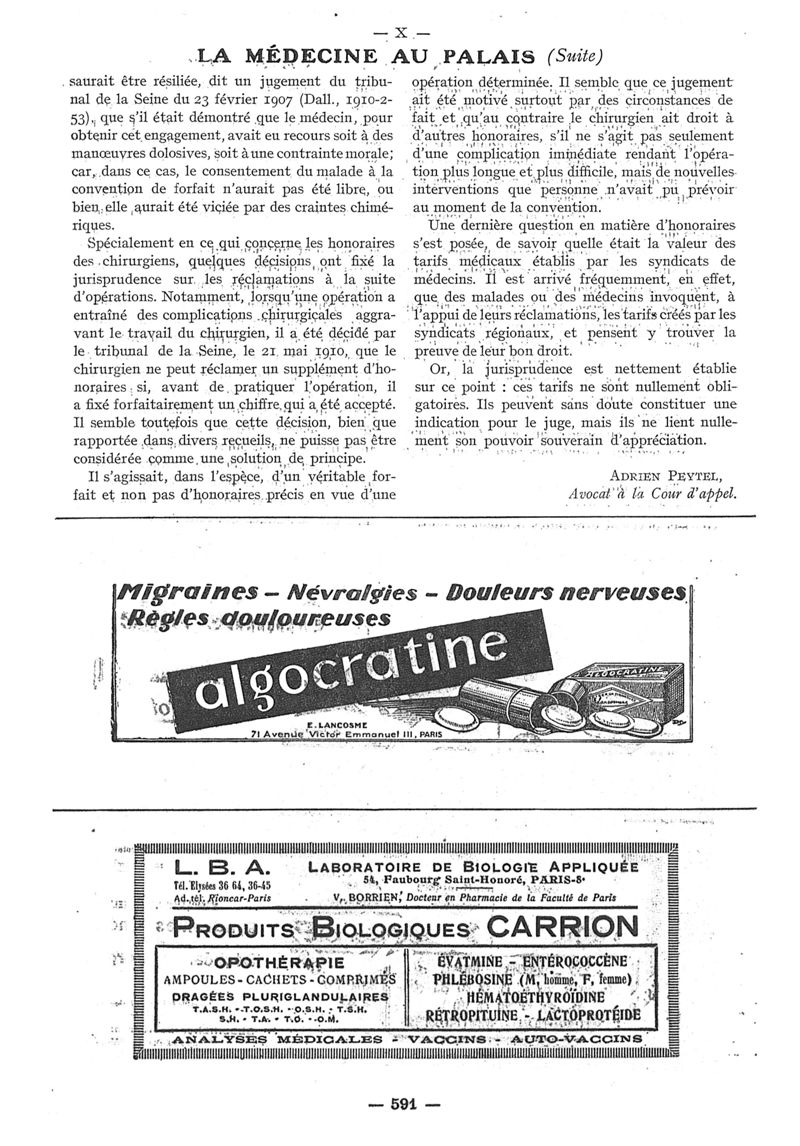 — X —
LA MÉDECINE AU PALAIS (Suite)
saurait être résiliée, dit un jugement du tribu-
nal de la Seine du 23 février 1907 (Dall., 1910-2-
53), que s'il était démontré que le médecin, pour
obtenir cet engagement, avait eu recours soit à des
manœuvres dolosives, soit à une contrainte morale;
car, dans ce cas, le consentement du malade à la
convention de forfait n'aurait pas été libre, ou
bien elle aurait été viciée par des craintes chimé-
riques.
Spécialement en ce qui concerne les honoraires
des chirurgiens, quelques décisions ont fixé la
jurisprudence sur les réclamations à la suite
d'opérations. Notamment, lorsqu'une opération a
entraîné des complications chirurgicales aggra-
vant le travail du chirurgien, il a été décidé par
le tribunal de la Seine, le 21 mai 1910, que le
chirurgien ne peut réclamer un supplément d'ho-
noraires si, avant de pratiquer l'opération, il
a fixé forfaitairement un chiffre qui a été accepté.
Il semble toutefois que cette décision, bien que
rapportée dans divers recueils, ne puisse pas être
considérée comme une solution de principe.
Il s'agissait, dans l'espèce, d'un véritable for-
fait et non pas d'honoraires précis en vue d'une
opération déterminée. Il semble que ce jugement
ait été motivé surtout par des circonstances de
fait et qu'au contraire le chirurgien ait droit à
d'autres honoraires, s'il ne s'agit pas seulement
d'une complication immédiate rendant l'opéra-
tion plus longue et plus difficile, mais de nouvelles
interventions que personne n'avait pu prévoir
au moment de la convention.
Une dernière question en matière d'honoraires
s'est posée, de savoir quelle était la valeur des
tarifs médicaux établis par les syndicats de
médecins. Il est arrivé fréquemment, en effet,
que des malades ou des médecins invoquent, à
l'appui de leurs réclamations, les tarifs créés par les
syndicats régionaux, et pensent y trouver la
preuve de leur bon droit.
Or, la jurisprudence est nettement établie
sur ce point : ces tarifs ne sont nullement obli-
gatoires. Ils peuvent sans doute constituer une
indication pour le juge, mais ils ne lient nulle-
ment son pouvoir souverain d'appréciation.
ADRIEN PEYTEL,
Avocat à la Cour d'appel.
Migraines – Névralgies – Douleurs nerveuses
Règles douloureuses
algocratine
ALGOCRATINE
E. LANCOSME
71 Avenue Victor Emmanuel III, PARIS
L. B. A.
Tél. Elysées 36 64, 36-45
Ad. tél. Rioncar-Paris
LABORATOIRE DE BIOLOGIE APPLIQUÉE
54, Faubourg Saint-Honoré, PARIS-8e
V. BORRIEN, Docteur en Pharmacie de la Faculté de Paris
PRODUITS BIOLOGIQUES CARRION
OPOTHÉRAPIE
AMPOULES - CACHETS - COMPRIMÉS
DRAGÉES PLURIGLANDULAIRES
T.A.S.H. - T.O.S.H. - O.S.H. - T.S.H.
S.H. - T.A. - T.O. - O.M.
ÉVATMINE - ENTÉROCOCCÈNE
PHLÉBOSINE (M, homme, F, femme)
HÉMATOÉTHYROÏDINE
RÉTROPITUINE - LACTOPROTÉIDE
ANALYSES MÉDICALES - VACCINS - AUTO-VACCINS
— 591 —